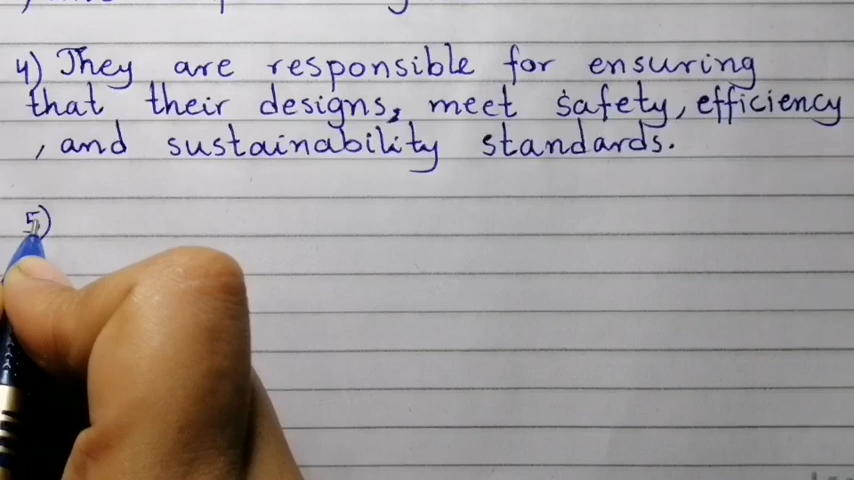 4) They are responsible for ensuring
that their designs, meet safety, efficiency
, and sustainability standards.
5)